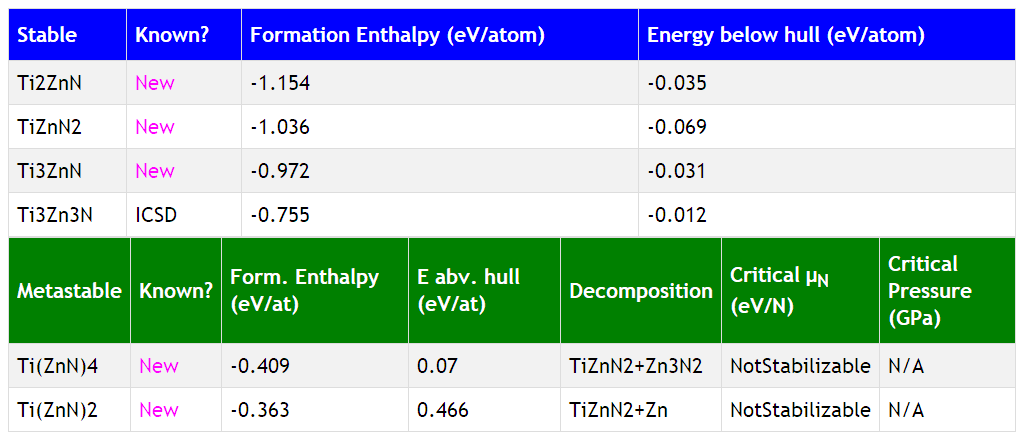 Stable Known? Formation Enthalpy (eV/atom) Energy below hull (eV/atom)
Ti2ZnN New -1.154 -0.035
TiZnN2 New -1.036 -0.069
Ti3ZnN New -0.972 -0.031
Ti3Zn3N ICSD -0.755 -0.012
Metastable Known? Form. Enthalpy (eV/at) E abv. hull (eV/at) Decomposition Critical μN (eV/N) Critical Pressure (GPa)
Ti(ZnN)4 New -0.409 0.07 TiZnN2+Zn3N2 NotStabilizable N/A
Ti(ZnN)2 New -0.363 0.466 TiZnN2+Zn NotStabilizable N/A